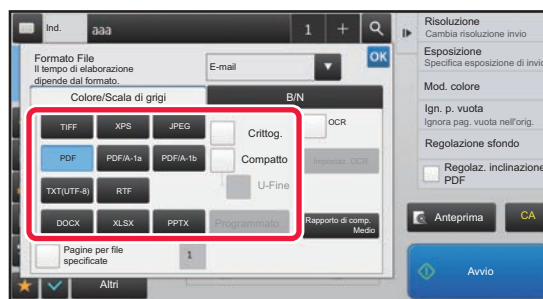 Ind.
aaa
1
+
Formato File
Il tempo di elaborazione
dipende dal formato.
E-mail
OK
Colore/Scala di grigi
B/N
TIFF
XPS
JPEG
Crittog.
OCR
PDF
PDF/A-1a
PDF/A-1b
Compatto
Impostaz. OCR
TXT(UTF-8)
RTF
U-Fine
DOCX
XLSX
PPTX
Programmato
Rapporto di comp.
Medio
Pagine per file
specificate
1
Altri
Risoluzione
Cambia risoluzione invio
Esposizione
Specifica esposizione di invio
Mod. colore
Ign. p. vuota
Ignora pag. vuota nell'orig.
Regolazione sfondo
Regolaz. inclinazione
PDF
Anteprima
CA
Avvio